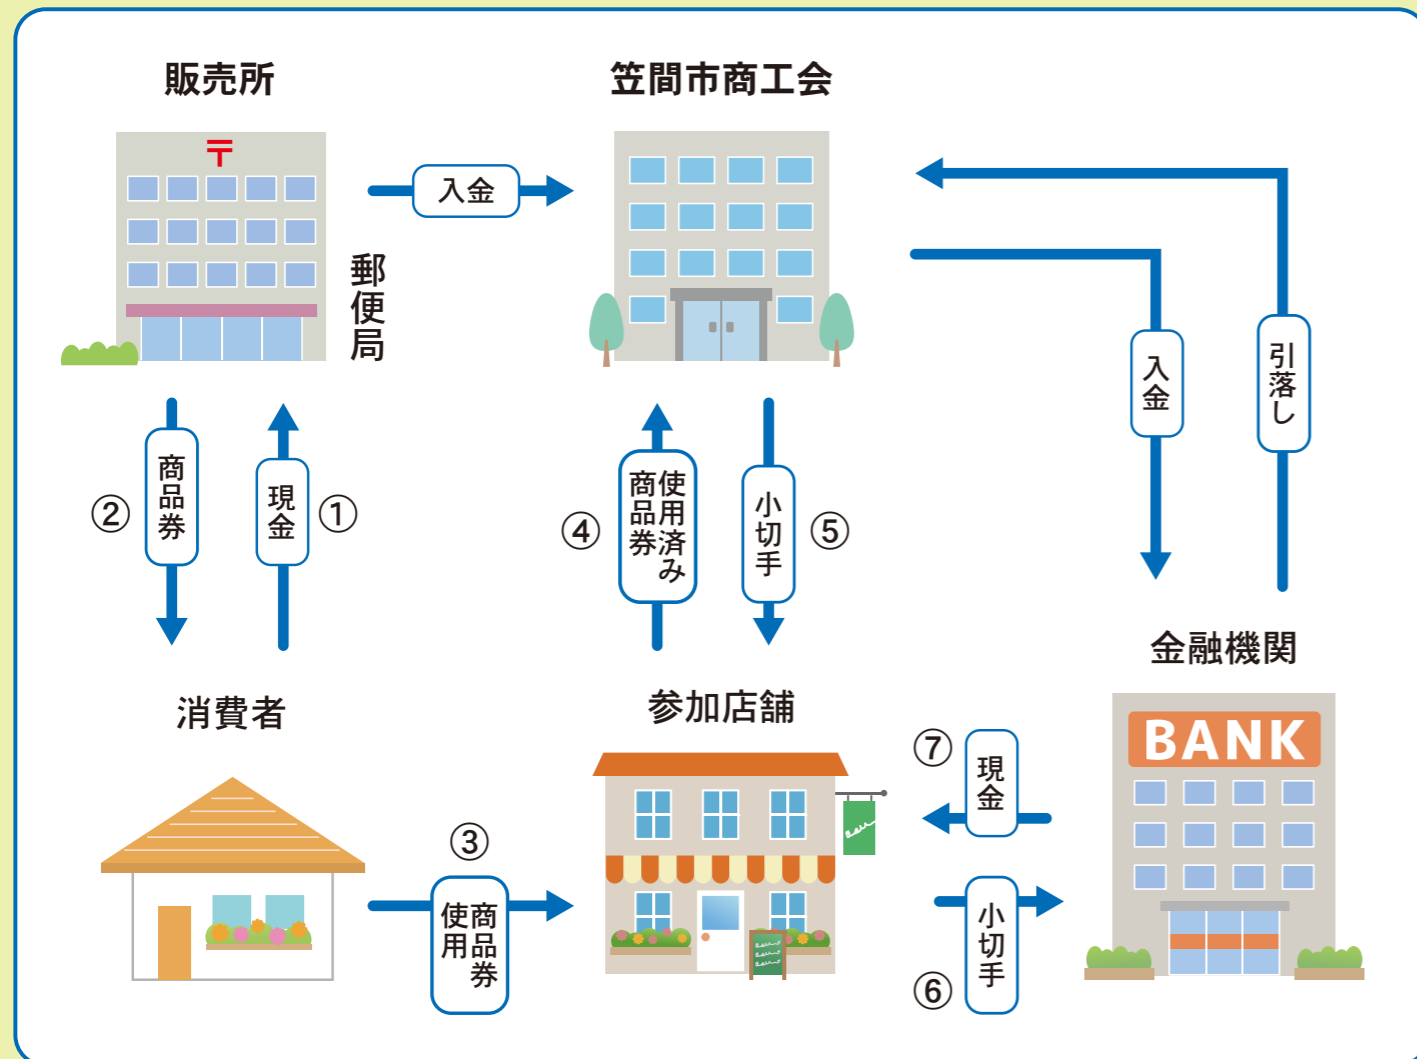 販売所
笠間市商工会
〒
郵便局
入金
入金
引落し
②
商品券
現金
①
④
使用済み
商品券
小切手
⑤
消費者
参加店舗
金融機関
BANK
⑦
現金
③
商品券
使用
小切手
⑥